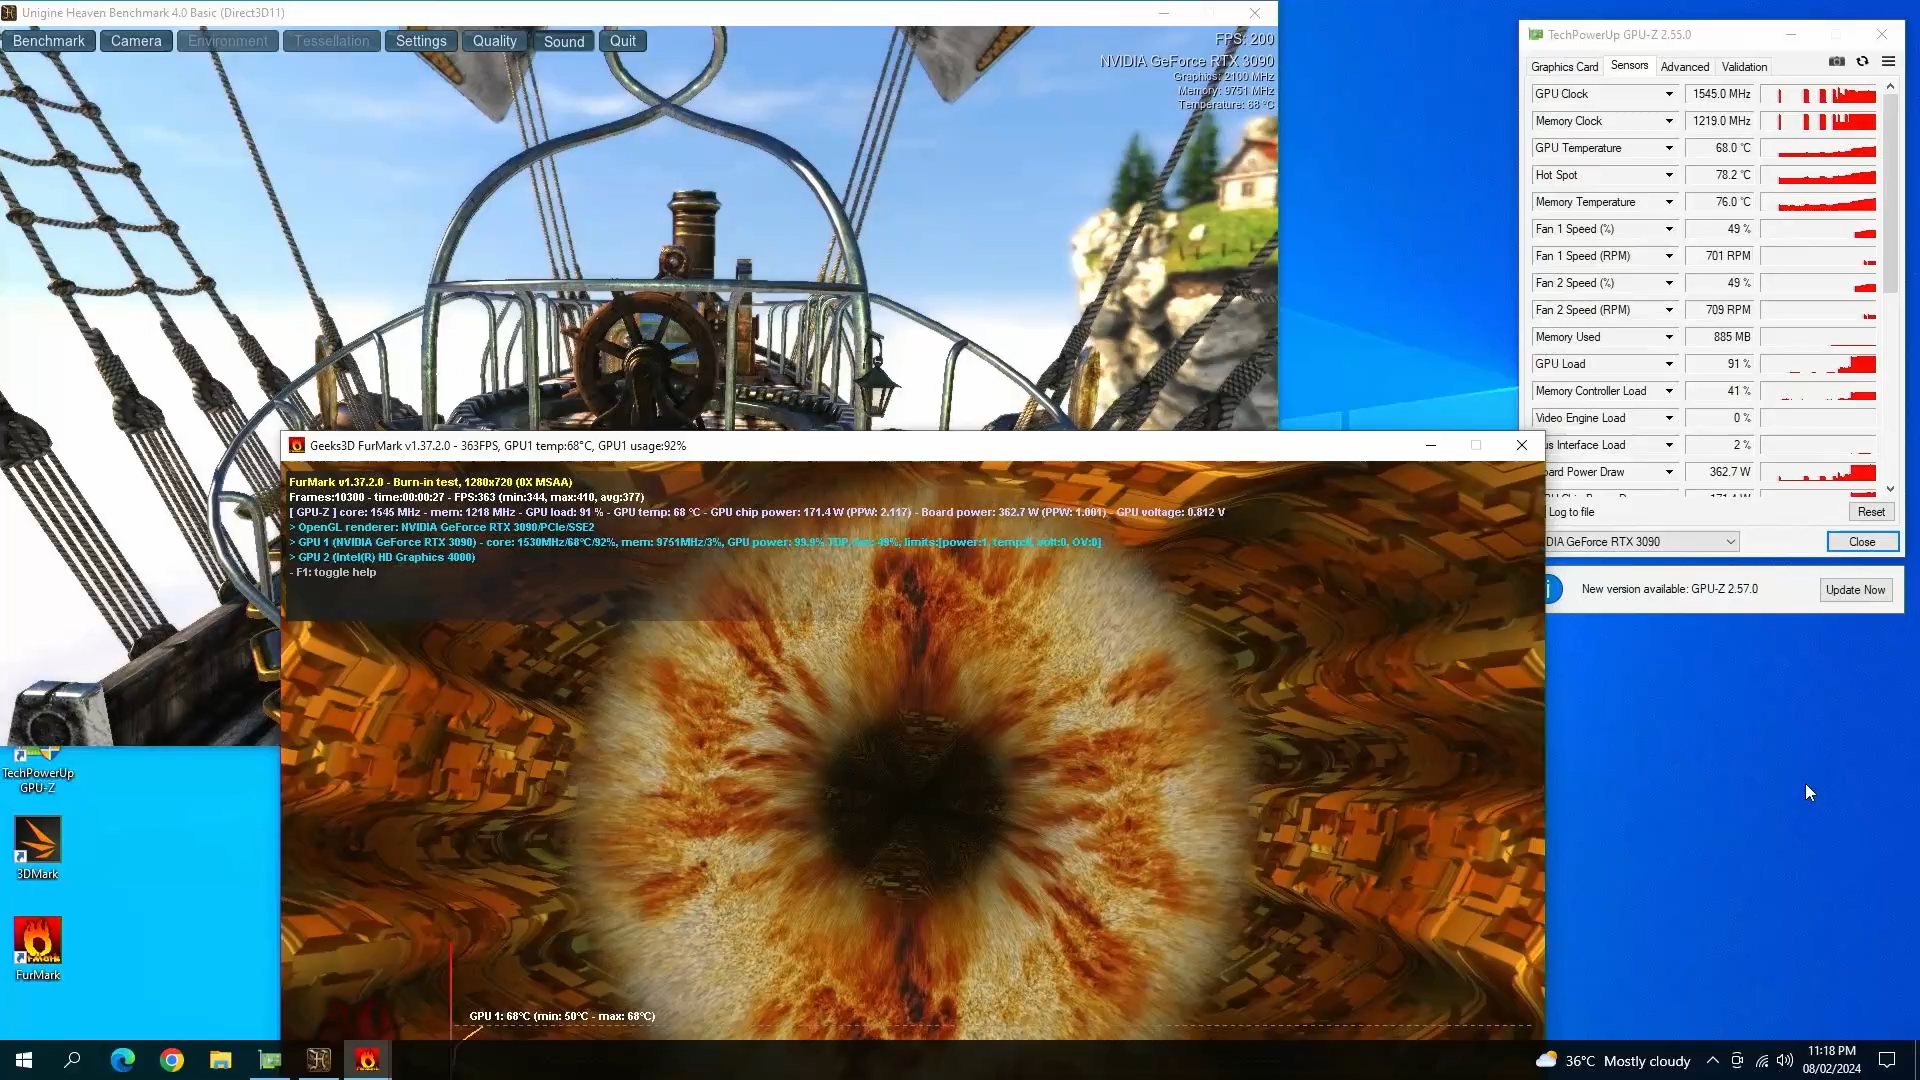 Unigine Heaven Benchmark 4.0 Basic (Direct3D11)
Benchmark Camera Environment Tessellation Settings Quality Sound Quit
FPS: 200
NVIDIA GeForce RTX 3090
Graphics: 2100 MHz
Memory: 9751 MHz
Temperature: 68 °C
TechPowerUp GPU-Z 2.55.0
Graphics Card Sensors Advanced Validation
GPU Clock 1545.0 MHz
Memory Clock 1219.0 MHz
GPU Temperature 68.0 °C
Hot Spot 78.2 °C
Memory Temperature 76.0 °C
Fan 1 Speed (%) 49 %
Fan 1 Speed (RPM) 701 RPM
Fan 2 Speed (%) 49 %
Fan 2 Speed (RPM) 709 RPM
Memory Used 885 MB
GPU Load 91 %
Memory Controller Load 41 %
Video Engine Load 0 %
us Interface Load 2 %
oard Power Draw 362.7 W
Log to file Reset
DIA GeForce RTX 3090 Close
New version available: GPU-Z 2.57.0 Update Now
Geeks3D FurMark v1.37.2.0 - 363FPS, GPU1 temp:68°C, GPU1 usage:92%
FurMark v1.37.2.0 - Burn-in test, 1280x720 (0X MSAA)
Frames:10300 - time:00:00:27 - FPS:363 (min:344, max:410, avg:377)
[ GPU-Z ] core: 1545 MHz - mem: 1218 MHz - GPU load: 91 % - GPU temp: 68 °C - GPU chip power: 171.4 W (PPW: 2.117) - Board power: 362.7 W (PPW: 1.001) - GPU voltage: 0.812 V
> OpenGL renderer: NVIDIA GeForce RTX 3090/PCIe/SSE2
> GPU 1 (NVIDIA GeForce RTX 3090) - core: 1530MHz/68°C/92%, mem: 9751MHz/3%, GPU power: 99.9% TDP, fan: 49%, limits:[power:1, temp:0, volt:0, OV:0]
> GPU 2 (Intel(R) HD Graphics 4000)
- F1: toggle help
GPU 1: 68°C (min: 50°C - max: 68°C)
TechPowerUp
GPU-Z
3DMark
FurMark
36°C Mostly cloudy
11:18 PM
08/02/2024